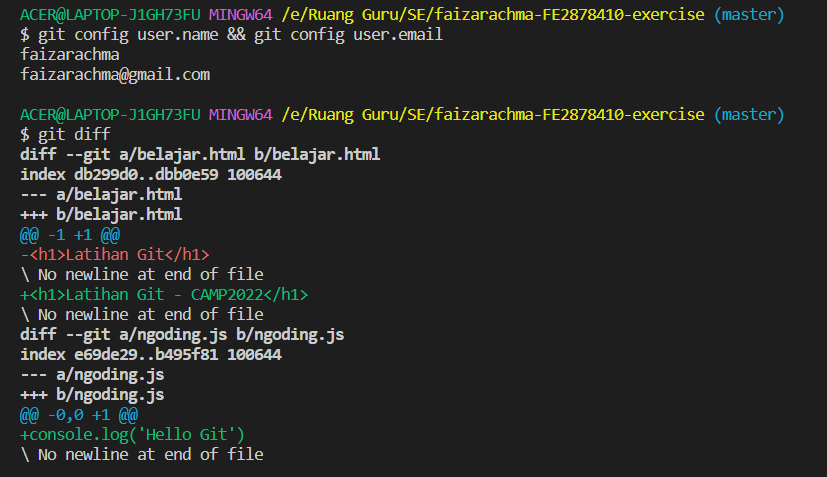 ACER@LAPTOP-J1GH73FU MINGW64 /e/Ruang Guru/SE/faizarachma-FE2878410-exercise (master)
$ git config user.name && git config user.email
faizarachma
faizarachma@gmail.com
ACER@LAPTOP-J1GH73FU MINGW64 /e/Ruang Guru/SE/faizarachma-FE2878410-exercise (master)
$ git diff
diff --git a/belajar.html b/belajar.html
index db299d0..dbb0e59 100644
--- a/belajar.html
+++ b/belajar.html
@@ -1 +1 @@
-<h1>Latihan Git</h1>
\ No newline at end of file
+<h1>Latihan Git - CAMP2022</h1>
\ No newline at end of file
diff --git a/ngoding.js b/ngoding.js
index e69de29..b495f81 100644
--- a/ngoding.js
+++ b/ngoding.js
@@ -0,0 +1 @@
+console.log('Hello Git')
\ No newline at end of file